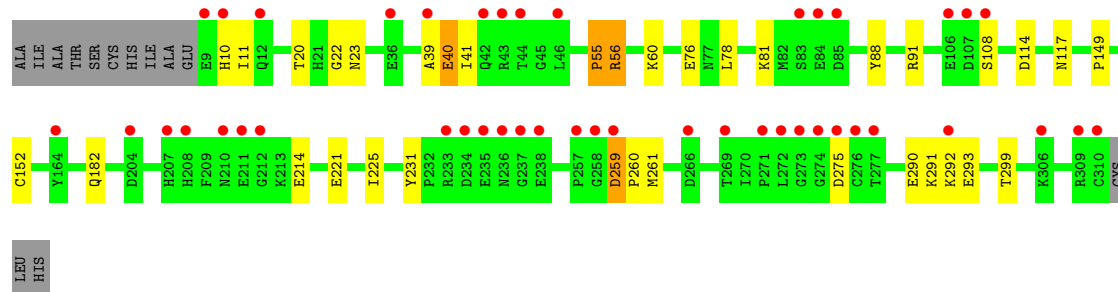 ALA ILE ALA THR SER CYS HIS ILE ALA GLU E9 H10 I11 Q12 T20 H21 G22 N23 E36 A39 E40 I41 Q42 R43 T44 G45 L46 P55 R56 K60 E76 N77 L78 K81 M82 S83 E84 D85 Y88 R91 E106 D107 S108 D114 N117 P149
C152 Y164 Q182 D204 H207 H208 F209 N210 E211 G212 K213 E214 E221 I225 Y231 P232 R233 D234 E235 N236 G237 E238 P257 G258 D259 P260 M261 D266 T269 I270 P271 L272 G273 G274 D275 C276 T277 E290 K291 K292 E293 T299 K306 R309 C310 CYS
LEU HIS